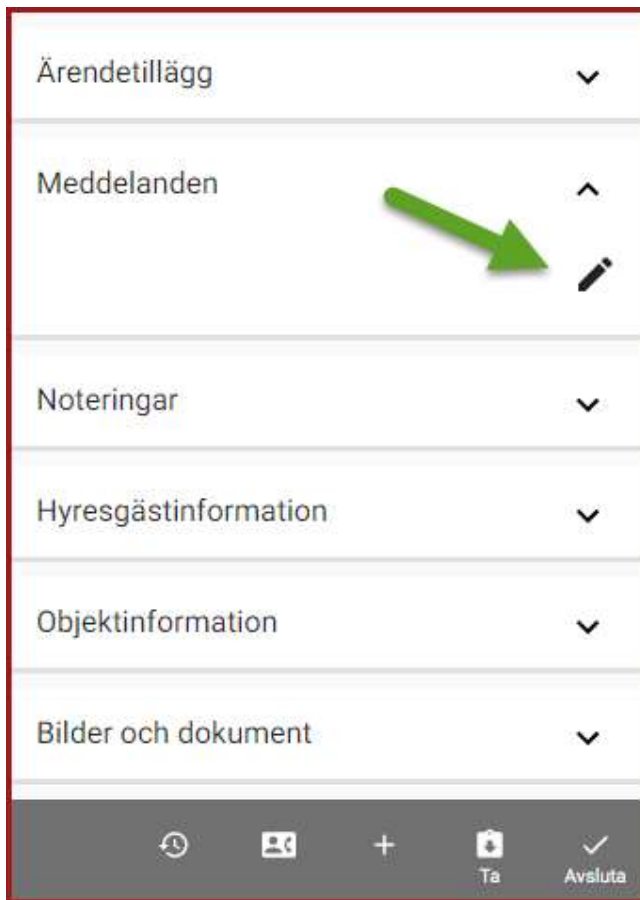 Ärendetillägg
Meddelanden
Noteringar
Hyresgästinformation
Objektinformation
Bilder och dokument
Ta
Avsluta